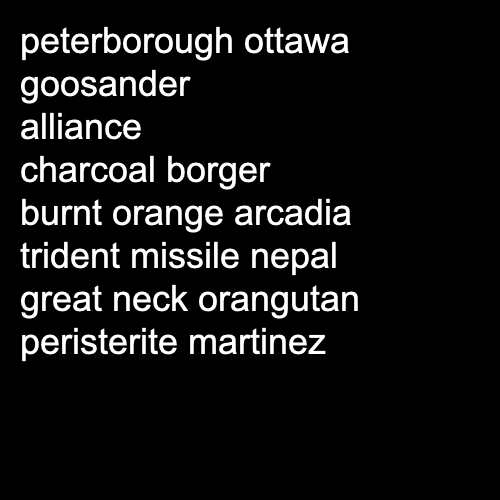 peterborough ottawa
goosander
alliance
charcoal borger
burnt orange arcadia
trident missile nepal
great neck orangutan
peristerite martinez